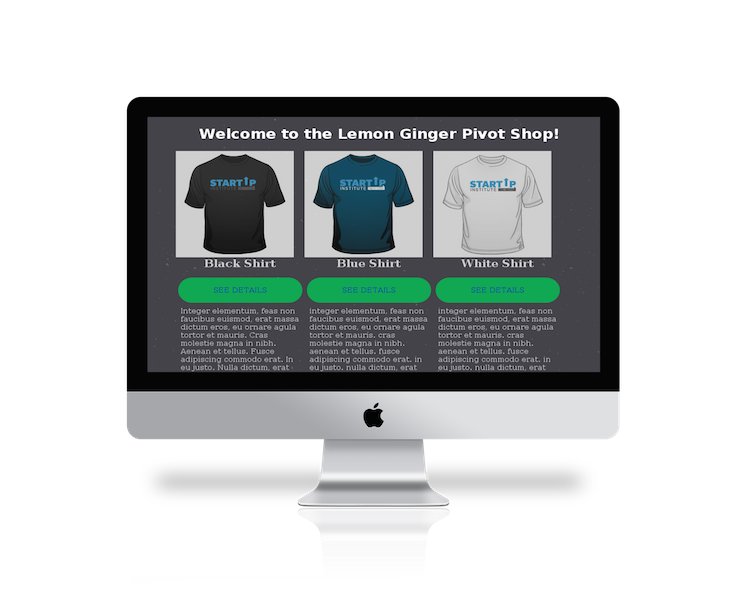 Welcome to the Lemon Ginger Pivot Shop!
START P
INSTITUTE
START P
INSTITUTE
START P
INSTITUTE
Black Shirt
Blue Shirt
White Shirt
SEE DETAILS
SEE DETAILS
SEE DETAILS
Integer elementum, feas non
faucibus euismod, erat massa
dictum eros, eu ornare agula
tortor et mauris. Cras
molestie magna in nibh.
Aenean et tellus. Fusce
adipiscing commodo erat, In
eu justo. Nulla dictum, erat
integer elementum, feas non
faucibus euismod, erat massa
dictum eros, eu ornare agula
tortor et mauris. cras
molestie magna in nibh.
aenean et tellus. fusce
adipiscing commodo erat, in
eu justo. nulla dictum, erat
integer elementum, feas non
faucibus euismod, erat massa
dictum eros, eu ornare agula
tortor et mauris. cras
molestie magna in nibh.
aenean et tellus. fusce
adipiscing commodo erat, in
eu justo. nulla dictum, erat